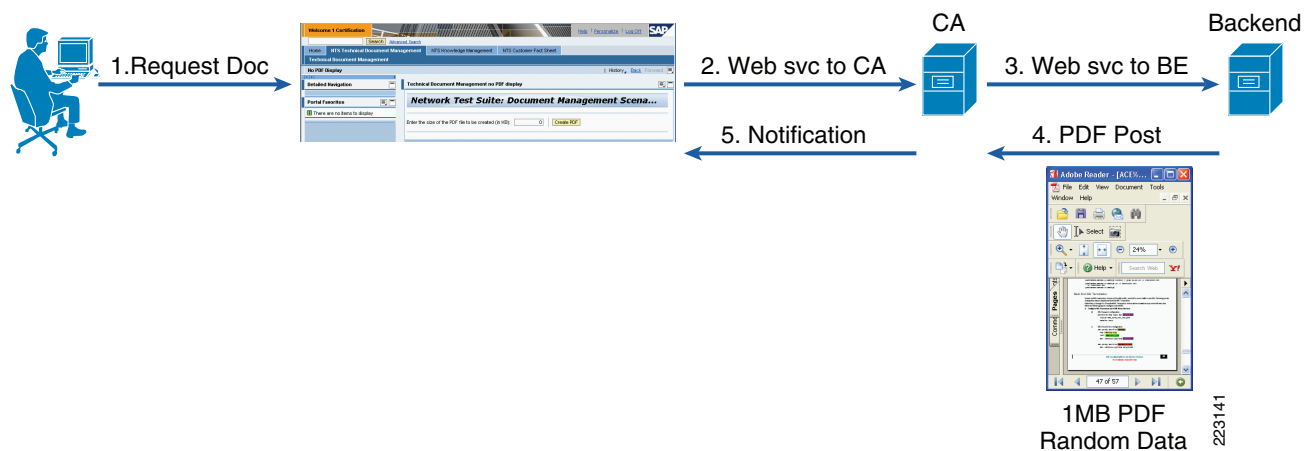 CA
Backend
1.Request Doc
2. Web svc to CA
3. Web svc to BE
5. Notification
4. PDF Post
Welcome 1 Certification
Help | Personalize | Log Off
SAP
Search Advanced Search
Home NTS Technical Document Management NTS Knowledge Management NTS Customer Fact Sheet
Technical Document Management
No PDF Display
History, Back Forward
Detailed Navigation
Technical Document Management no PDF display
Portal Favorites
There are no items to display
Network Test Suite: Document Management Scena...
Enter the size of the PDF file to be created (in KB) 0 Create PDF
Adobe Reader - [ACE%...
File Edit View Document Tools
Window Help
Select
24%
Help
Search Web
Y!
Pages
Comme
47 of 57
1MB PDF
Random Data
223141